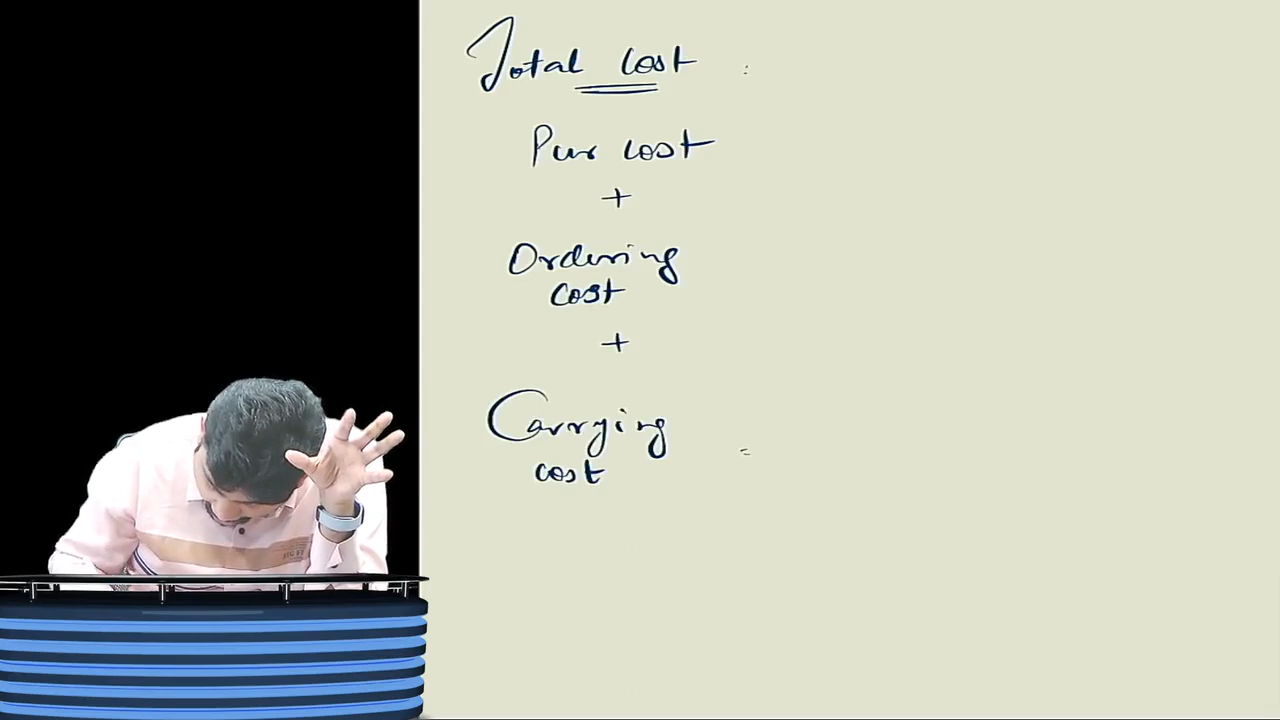 Total cost :
Pur cost
+
Ordering
cost
+
Carrying =
cost